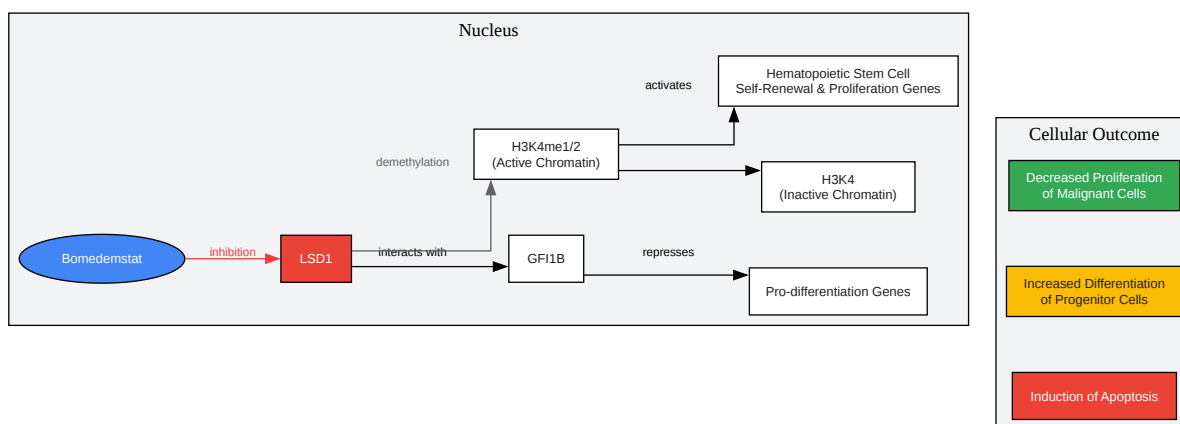 Nucleus
Hematopoietic Stem Cell
Self-Renewal & Proliferation Genes
activates
H3K4me1/2
(Active Chromatin)
demethylation
H3K4
(Inactive Chromatin)
Bomedemstat
inhibition
LSD1
interacts with
GFI1B
represses
Pro-differentiation Genes
Cellular Outcome
Decreased Proliferation
of Malignant Cells
Increased Differentiation
of Progenitor Cells
Induction of Apoptosis